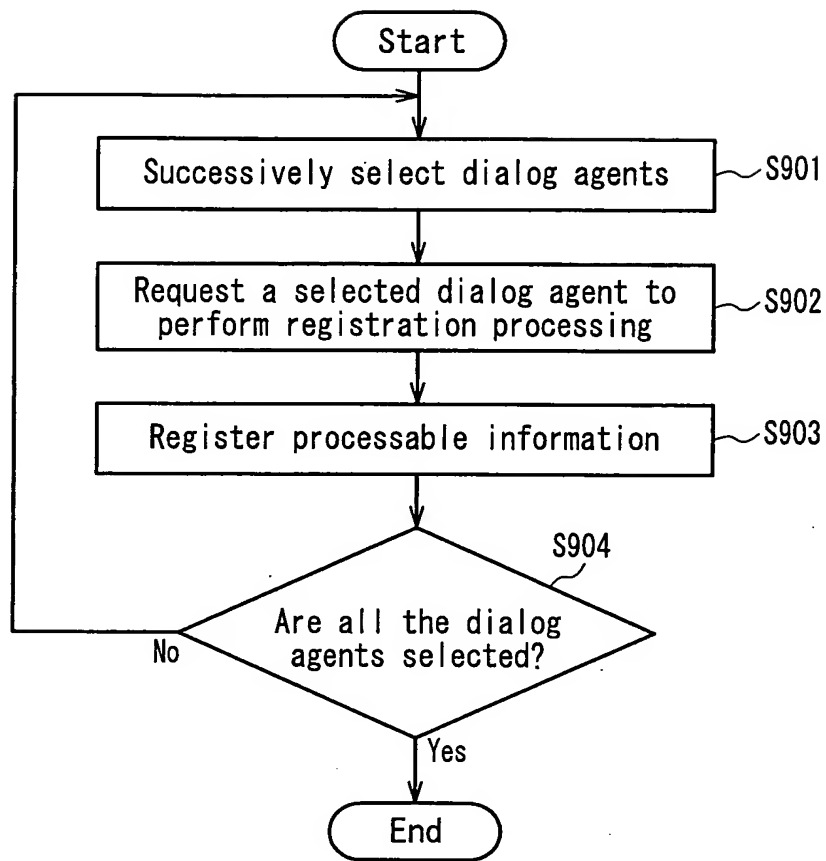 Start
Successively select dialog agents
S901
Request a selected dialog agent to
perform registration processing
S902
Register processable information
S903
S904
Are all the dialog
agents selected?
No
Yes
End